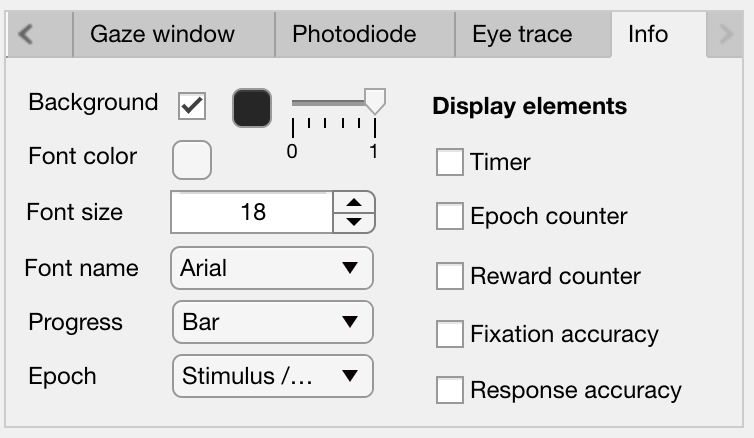 Gaze window Photodiode Eye trace Info
Background
0 1
Font color
Font size 18
Font name Arial
Progress Bar
Epoch Stimulus /...
Display elements
Timer
Epoch counter
Reward counter
Fixation accuracy
Response accuracy